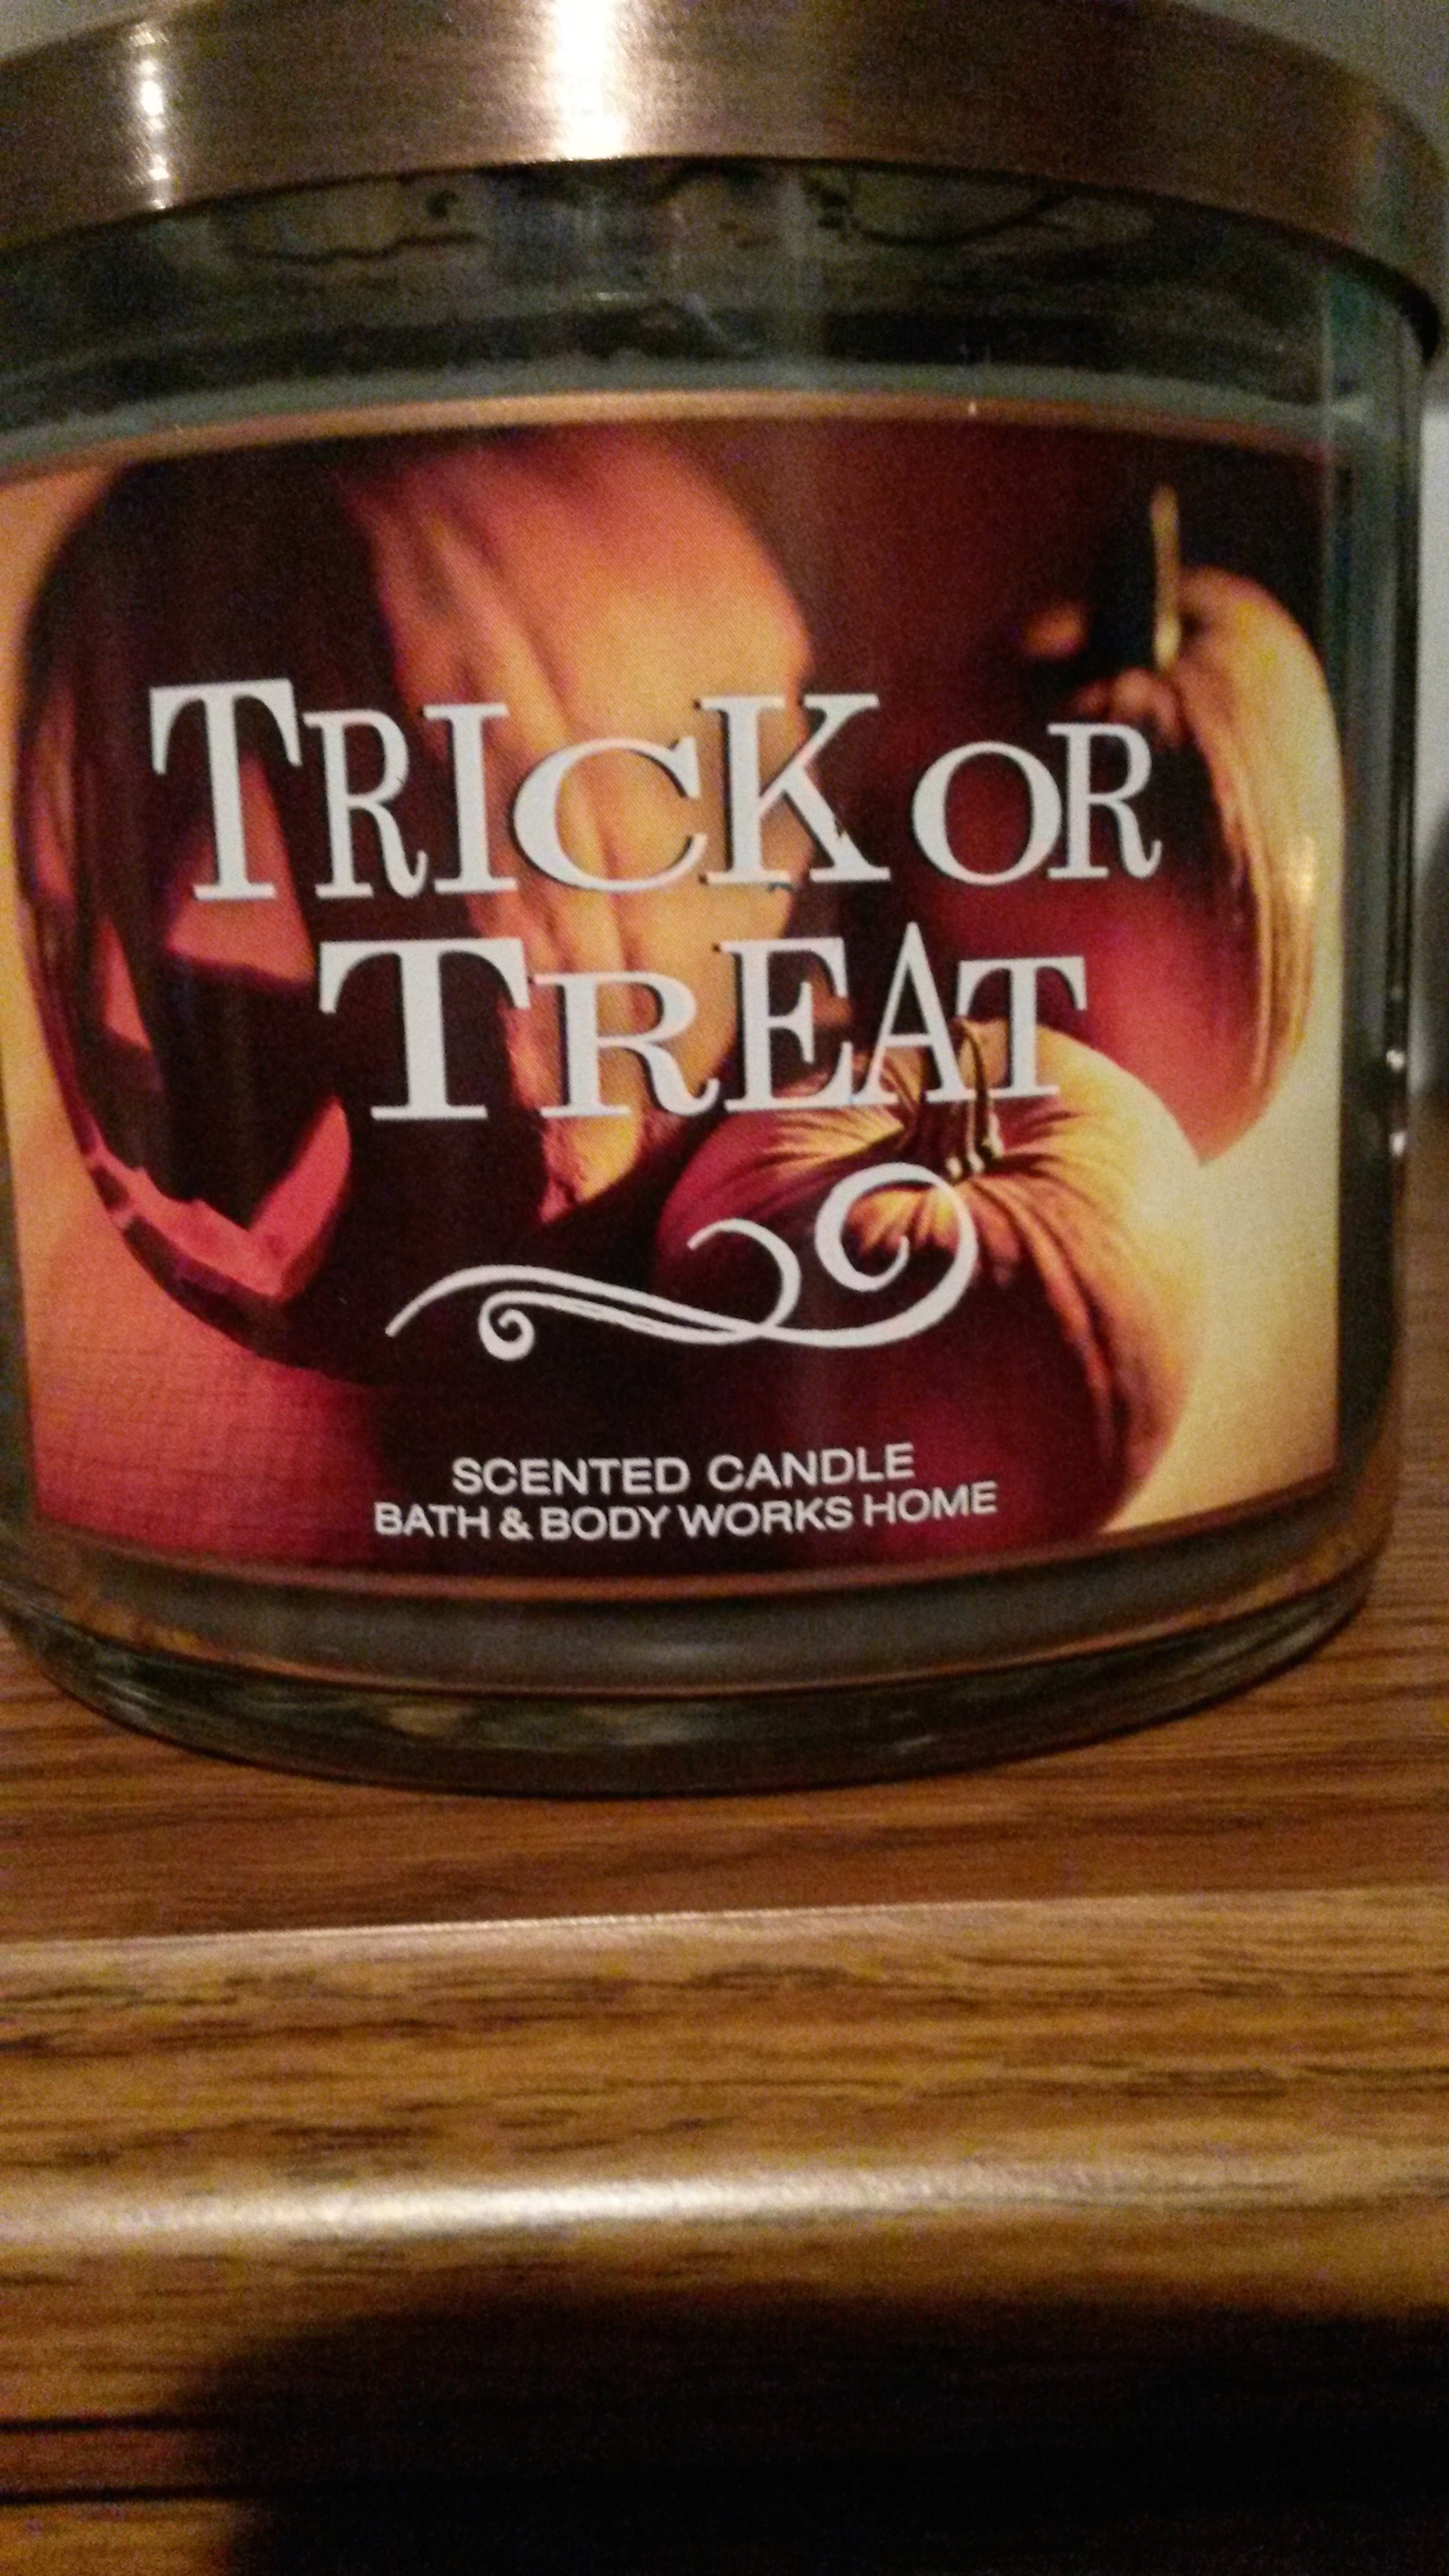 TRICK OR
TREAT
SCENTED CANDLE
BATH & BODY WORKS HOME